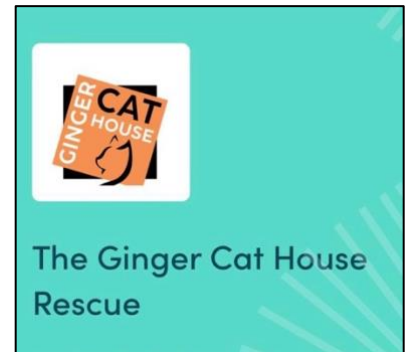 GINGER
CAT
HOUSE
The Ginger Cat House
Rescue